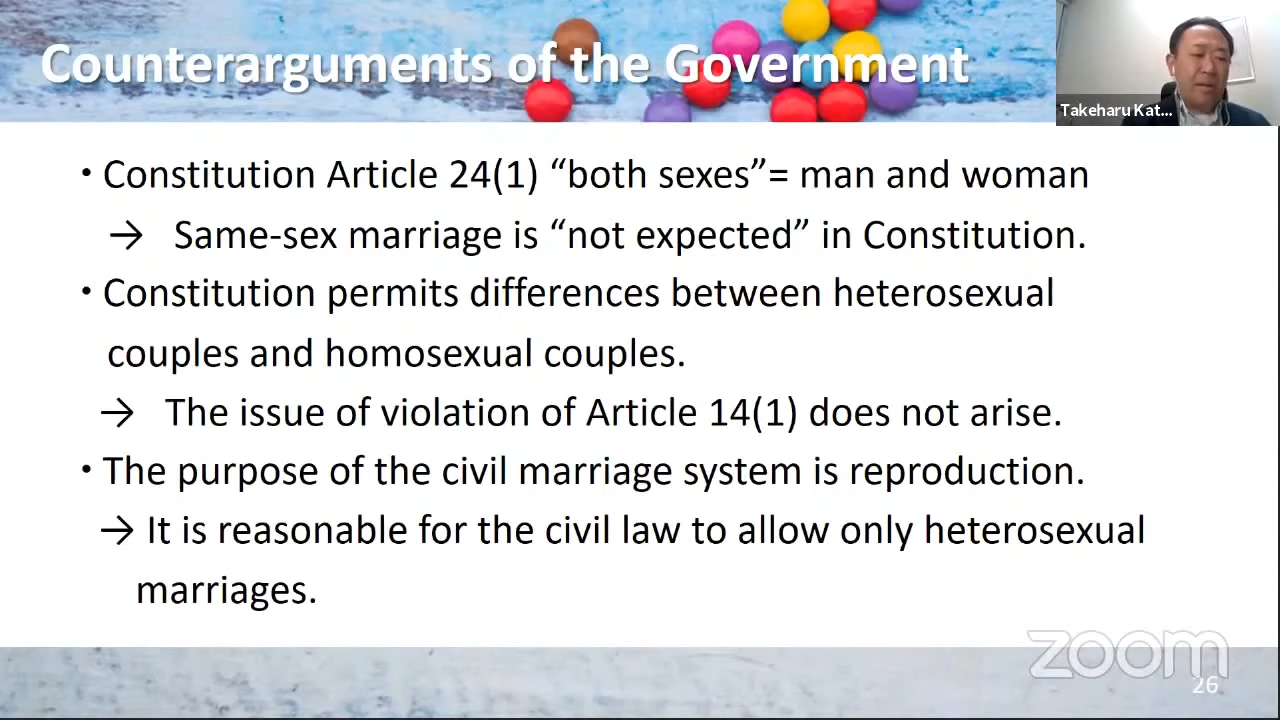 Counterarguments of the Government
Takeharu Kat...
・Constitution Article 24(1) “both sexes”= man and woman
→ Same-sex marriage is “not expected” in Constitution.
・Constitution permits differences between heterosexual
couples and homosexual couples.
→ The issue of violation of Article 14(1) does not arise.
・The purpose of the civil marriage system is reproduction.
→ It is reasonable for the civil law to allow only heterosexual
marriages.
zoom
26